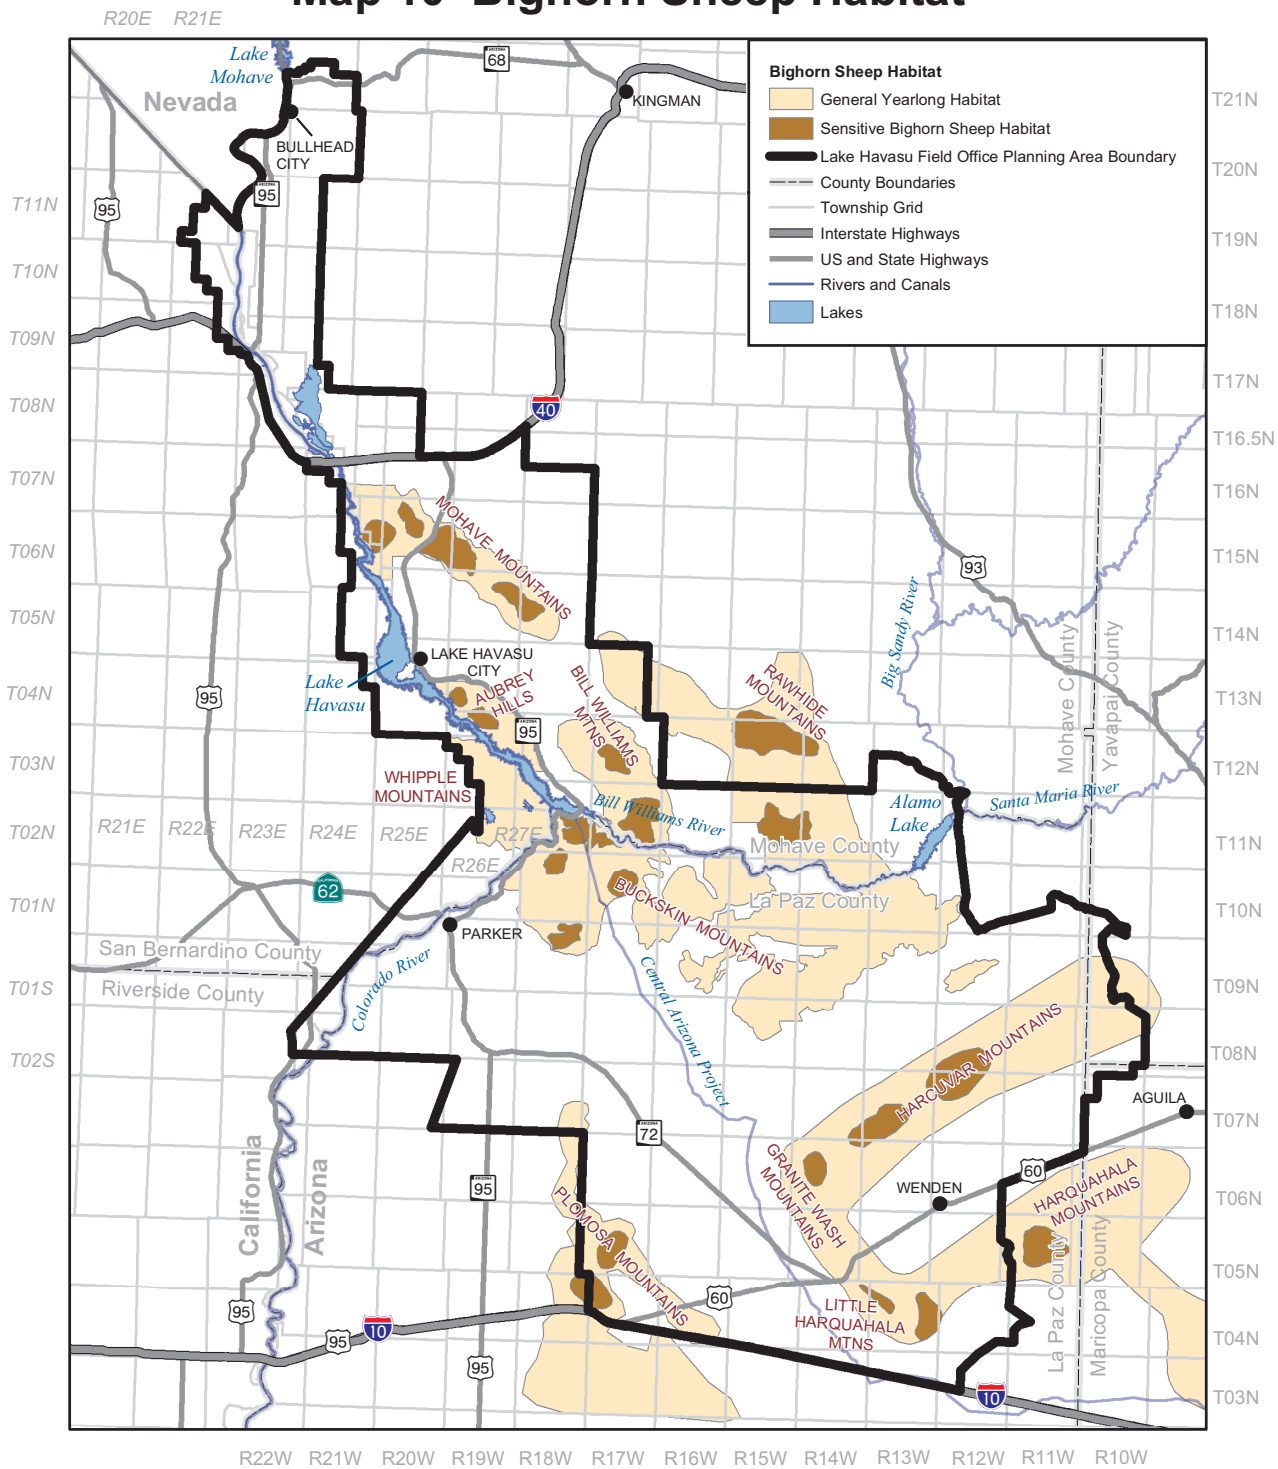 Map 10 Bighorn Sheep Habitat
R20E R21E
Lake
Mohave
Nevada
ARIZONA
68
KINGMAN
BULLHEAD
CITY
ARIZONA
95
95
Bighorn Sheep Habitat
General Yearlong Habitat
Sensitive Bighorn Sheep Habitat
Lake Havasu Field Office Planning Area Boundary
County Boundaries
Township Grid
Interstate Highways
US and State Highways
Rivers and Canals
Lakes
T21N
T20N
T19N
T18N
T17N
T16.5N
T16N
T15N
T14N
T13N
T12N
T11N
T10N
T09N
T08N
T07N
T06N
T05N
T04N
T03N
T11N
T10N
T09N
T08N
T07N
T06N
T05N
T04N
T03N
T02N
T01N
T01S
T02S
40
MOHAVE MOUNTAINS
93
Big Sandy River
Mohave County
Yavapai County
LAKE HAVASU
CITY
Lake
Havasu
95
AUBREY
HILLS
ARIZONA
95
BILL WILLIAMS
MTNS
RAWHIDE
MOUNTAINS
WHIPPLE
MOUNTAINS
Bill Williams River
Alamo
Lake
Santa Maria River
R21E R22E R23E R24E R25E R26E R27E
Mohave County
La Paz County
BUCKSKIN MOUNTAINS
CALIFORNIA
62
PARKER
San Bernardino County
Riverside County
Colorado River
Central Arizona Project
HARCUVAR MOUNTAINS
AGUILA
ARIZONA
72
GRANITE WASH
MOUNTAINS
WENDEN
60
HARQUAHALA
MOUNTAINS
California
Arizona
ARIZONA
95
PLOMOSA MOUNTAINS
La Paz County
Maricopa County
60
LITTLE
HARQUAHALA
MTNS
95
95
10
95
10
R22W R21W R20W R19W R18W R17W R16W R15W R14W R13W R12W R11W R10W